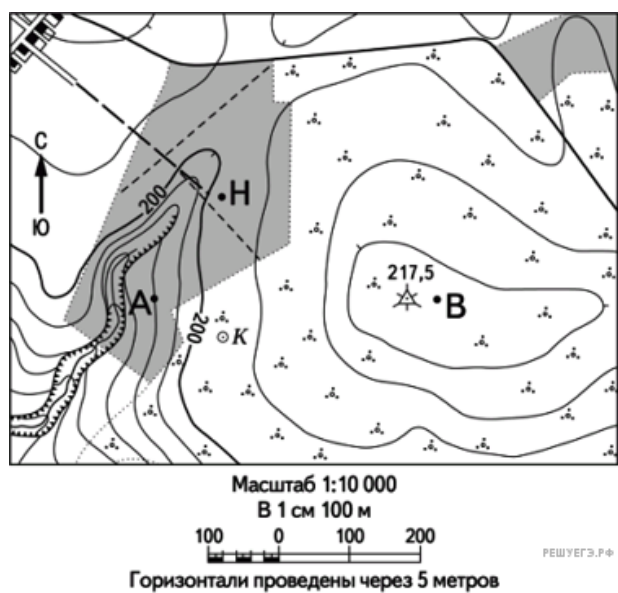 С
Ю
200
Н
217,5
А
В
200
К
Масштаб 1:10 000
В 1 см 100 м
100 0 100 200
РЕШУЕГЭ.РФ
Горизонтали проведены через 5 метров